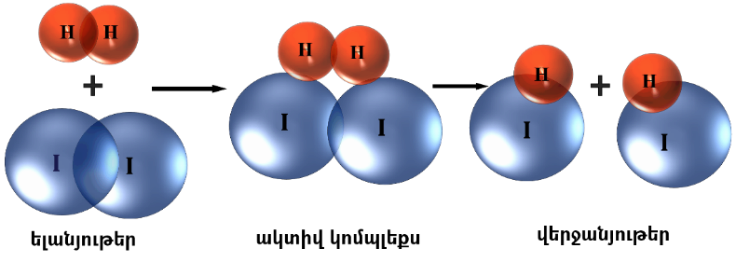 H H
+
I I
H H
I I
H + H
I I
ելանյութեր
ակտիվ կոմպլեքս
վերջանյութեր